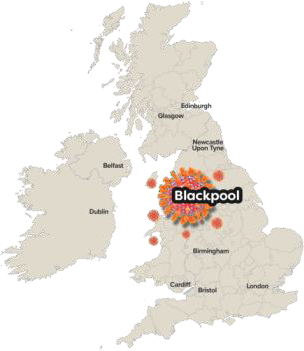 Edinburgh
Glasgow
Newcastle
Upon Tyne
Belfast
Blackpool
Dublin
Birmingham
Cardiff
Bristol
London